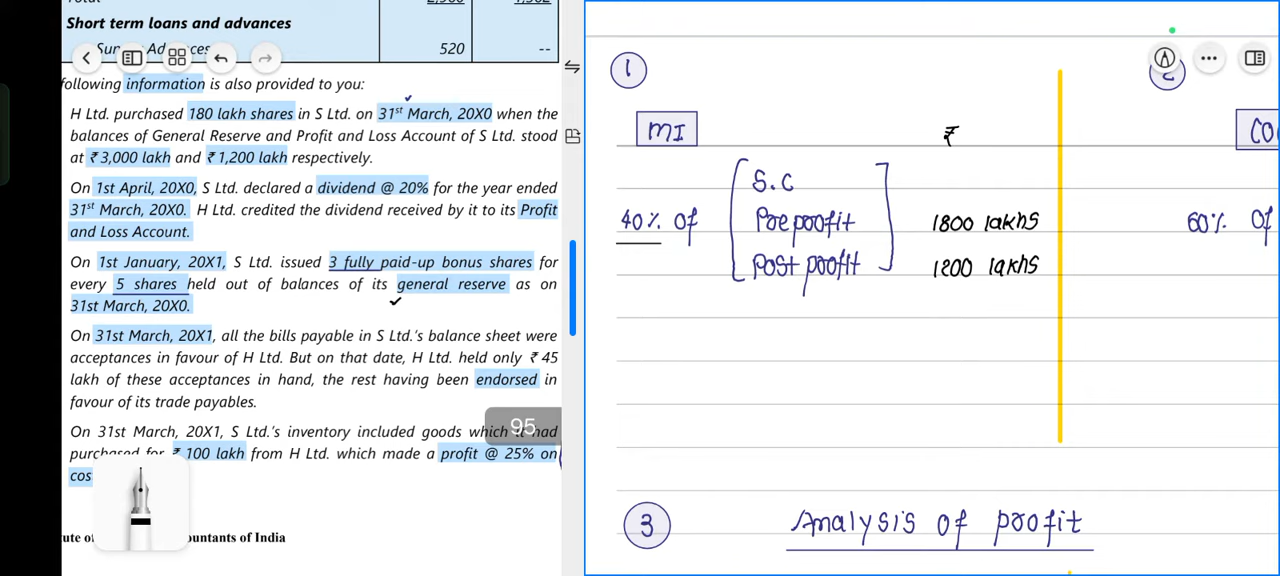 Short term loans and advances
520 --
following information is also provided to you:
H Ltd. purchased 180 lakh shares in S Ltd. on 31st March, 20X0 when the
balances of General Reserve and Profit and Loss Account of S Ltd. stood
at ₹ 3,000 lakh and ₹ 1,200 lakh respectively.
On 1st April, 20X0, S Ltd. declared a dividend @ 20% for the year ended
31st March, 20X0. H Ltd. credited the dividend received by it to its Profit
and Loss Account.
On 1st January, 20X1, S Ltd. issued 3 fully paid-up bonus shares for
every 5 shares held out of balances of its general reserve as on
31st March, 20X0.
On 31st March, 20X1, all the bills payable in S Ltd.'s balance sheet were
acceptances in favour of H Ltd. But on that date, H Ltd. held only ₹ 45
lakh of these acceptances in hand, the rest having been endorsed in
favour of its trade payables.
95
On 31st March, 20X1, S Ltd.'s inventory included goods which it had
purchased for ₹ 100 lakh from H Ltd. which made a profit @ 25% on
cos
ute of ountants of India
1
MI ₹ CO
S.C
40% of Pre profit 1800 lakhs 60% of
Post profit 1200 lakhs
3 Analysis of profit